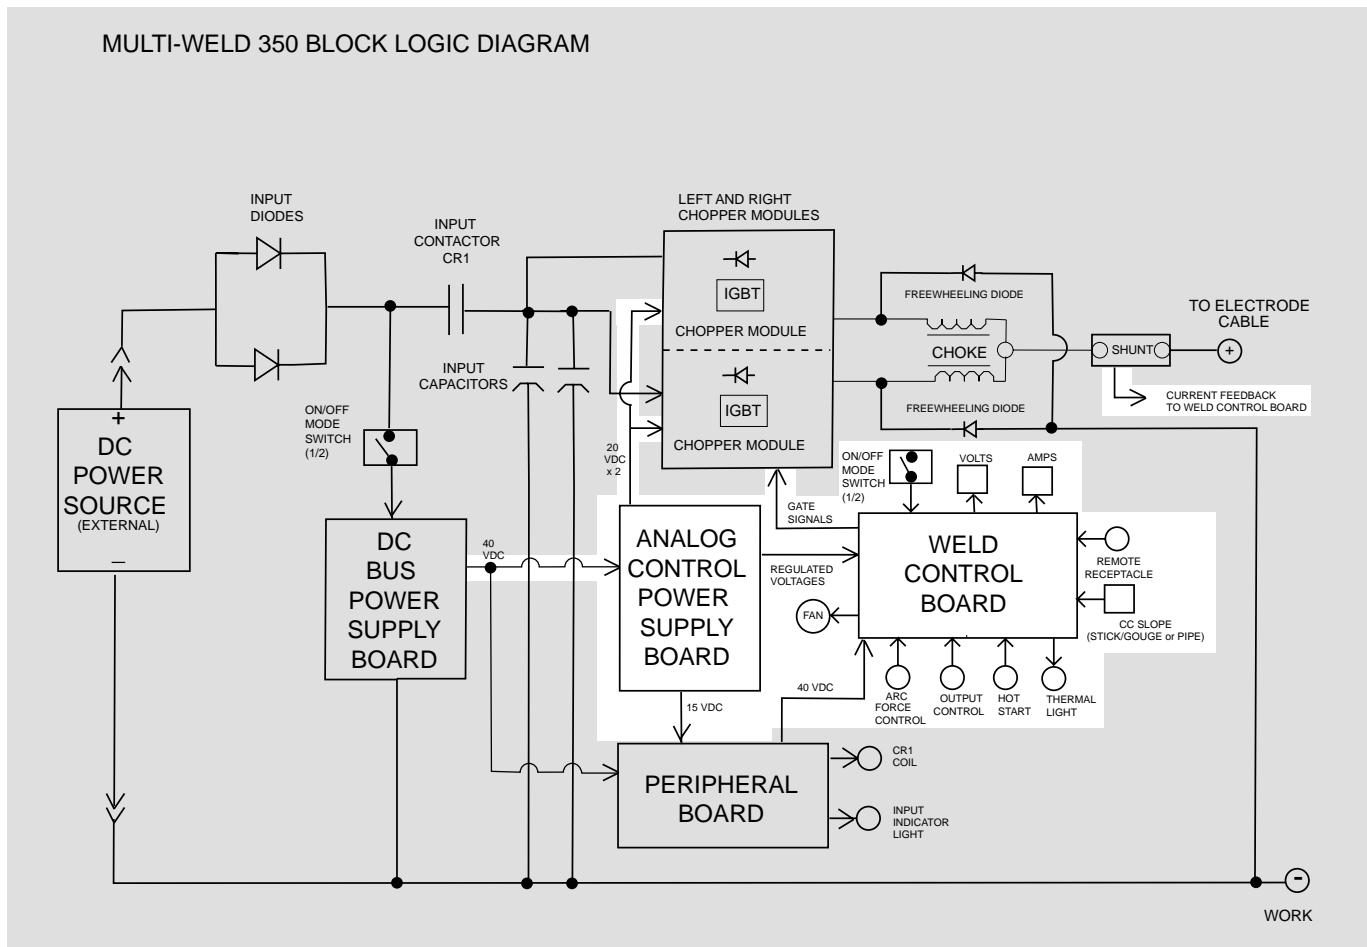 MULTI-WELD 350 BLOCK LOGIC DIAGRAM
INPUT
DIODES
INPUT
CONTACTOR
CR1
LEFT AND RIGHT
CHOPPER MODULES
IGBT
CHOPPER MODULE
IGBT
CHOPPER MODULE
FREEWHEELING DIODE
CHOKE
FREEWHEELING DIODE
TO ELECTRODE
CABLE
SHUNT
+
CURRENT FEEDBACK
TO WELD CONTROL BOARD
INPUT
CAPACITORS
ON/OFF
MODE
SWITCH
(1/2)
+
DC
POWER
SOURCE
(EXTERNAL)
–
20
VDC
x 2
ON/OFF
MODE
SWITCH
(1/2)
VOLTS
AMPS
GATE
SIGNALS
DC
BUS
POWER
SUPPLY
BOARD
40
VDC
ANALOG
CONTROL
POWER
SUPPLY
BOARD
REGULATED
VOLTAGES
WELD
CONTROL
BOARD
REMOTE
RECEPTACLE
FAN
CC SLOPE
(STICK/GOUGE or PIPE)
15 VDC
40 VDC
ARC
FORCE
CONTROL
OUTPUT
CONTROL
HOT
START
THERMAL
LIGHT
PERIPHERAL
BOARD
CR1
COIL
INPUT
INDICATOR
LIGHT
-
WORK